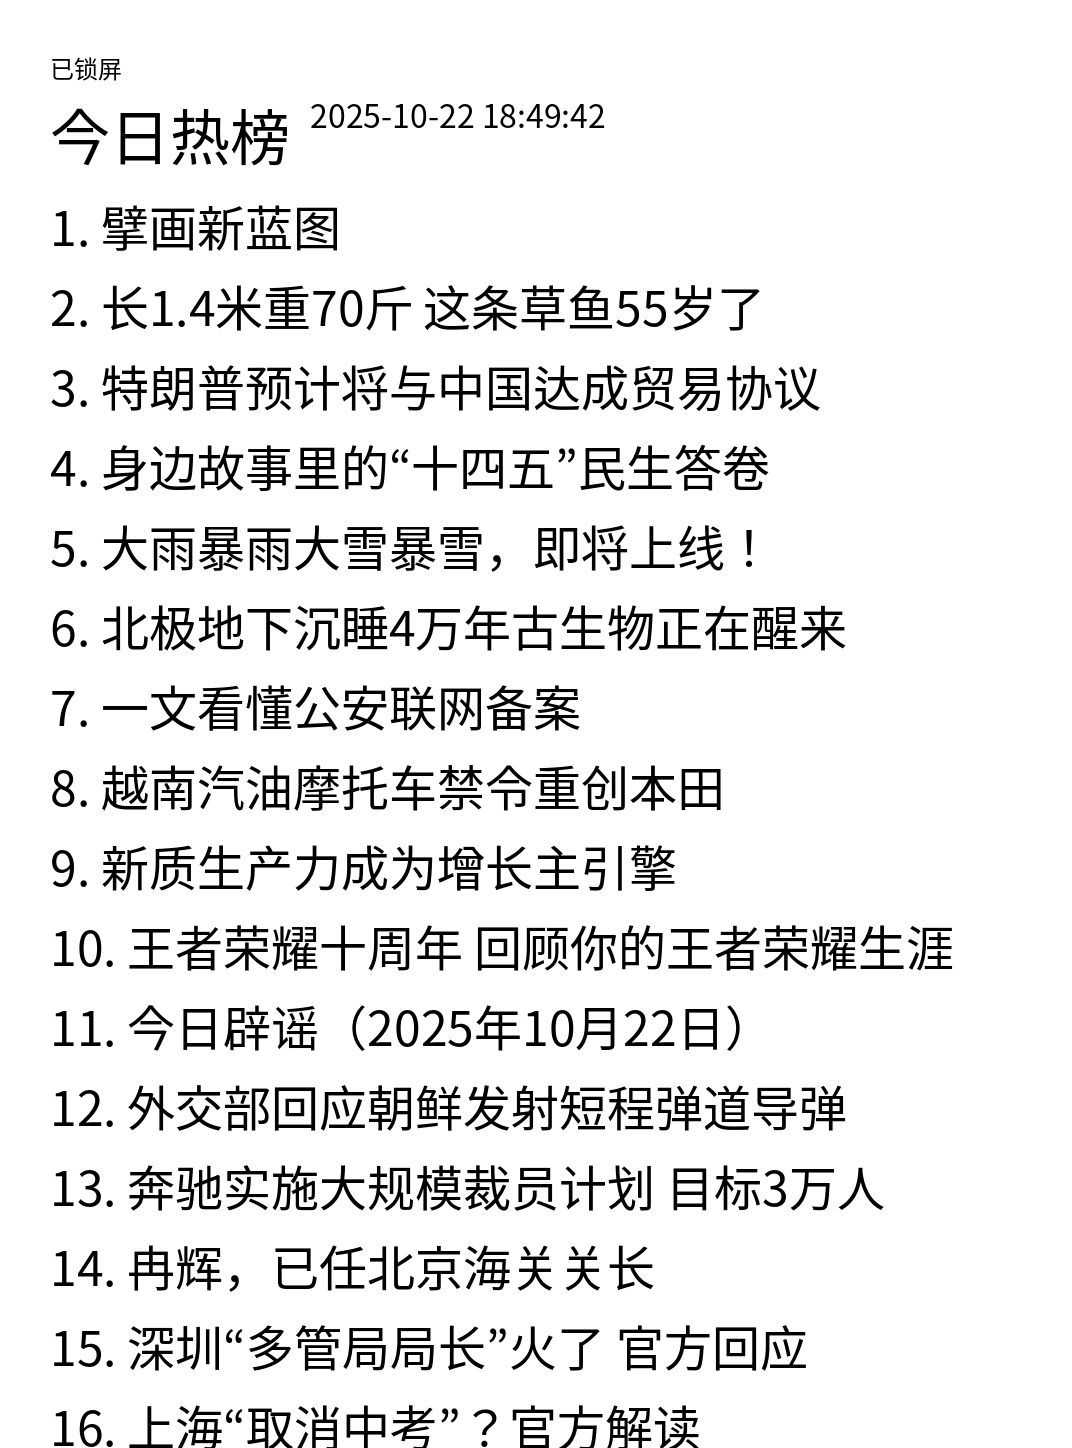 已锁屏
今日热榜 2025-10-22 18:49:42
1. 擘画新蓝图
2. 长1.4米重70斤 这条草鱼55岁了
3. 特朗普预计将与中国达成贸易协议
4. 身边故事里的“十四五”民生答卷
5. 大雨暴雨大雪暴雪，即将上线！
6. 北极地下沉睡4万年古生物正在醒来
7. 一文看懂公安联网备案
8. 越南汽油摩托车禁令重创本田
9. 新质生产力成为增长主引擎
10. 王者荣耀十周年 回顾你的王者荣耀生涯
11. 今日辟谣（2025年10月22日）
12. 外交部回应朝鲜发射短程弹道导弹
13. 奔驰实施大规模裁员计划 目标3万人
14. 冉辉，已任北京海关关长
15. 深圳“多管局局长”火了 官方回应
16. 上海“取消中考”？官方解读